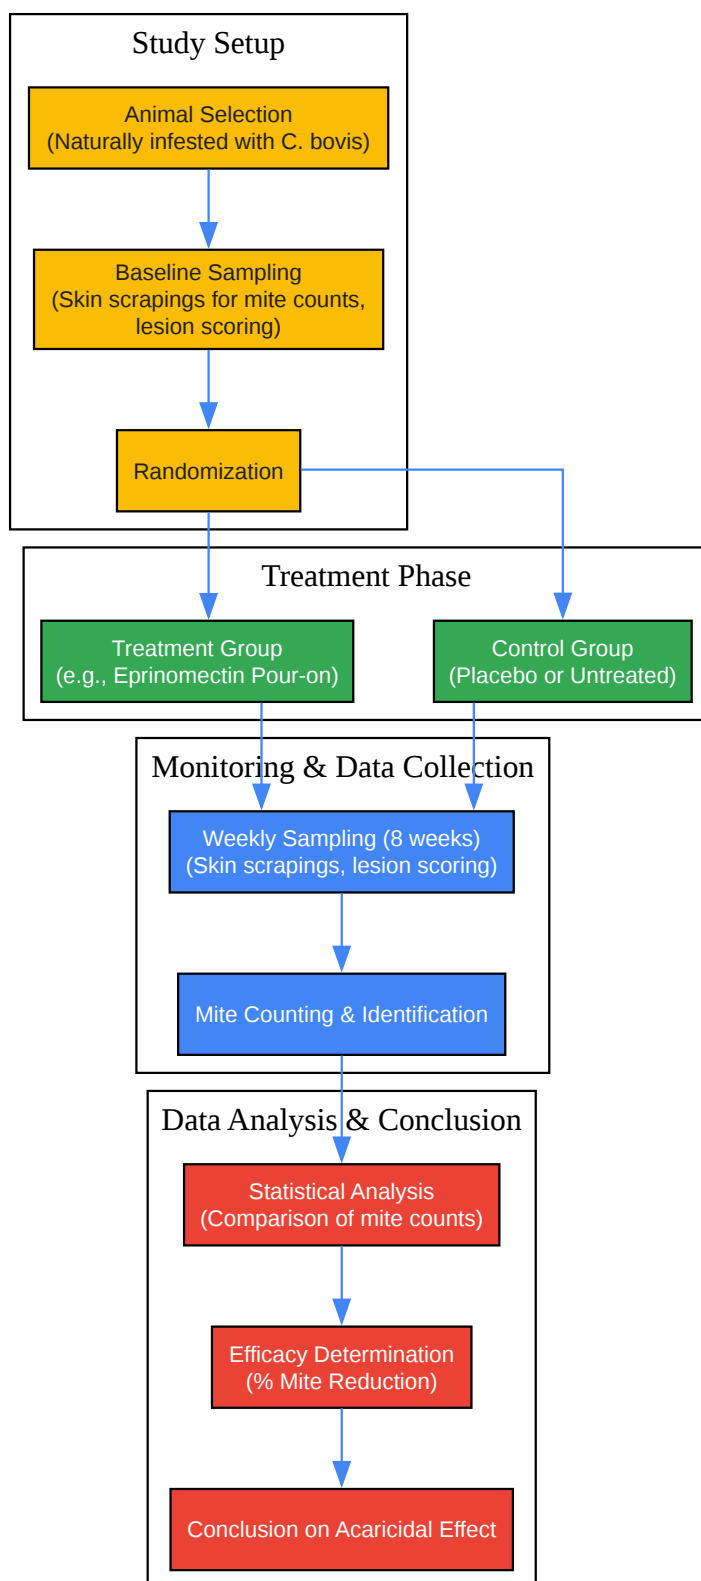 Study Setup
Animal Selection
(Naturally infested with C. bovis)
Baseline Sampling
(Skin scrapings for mite counts,
lesion scoring)
Randomization
Treatment Phase
Treatment Group
(e.g., Eprinomectin Pour-on)
Control Group
(Placebo or Untreated)
Monitoring & Data Collection
Weekly Sampling (8 weeks)
(Skin scrapings, lesion scoring)
Mite Counting & Identification
Data Analysis & Conclusion
Statistical Analysis
(Comparison of mite counts)
Efficacy Determination
(% Mite Reduction)
Conclusion on Acaricidal Effect